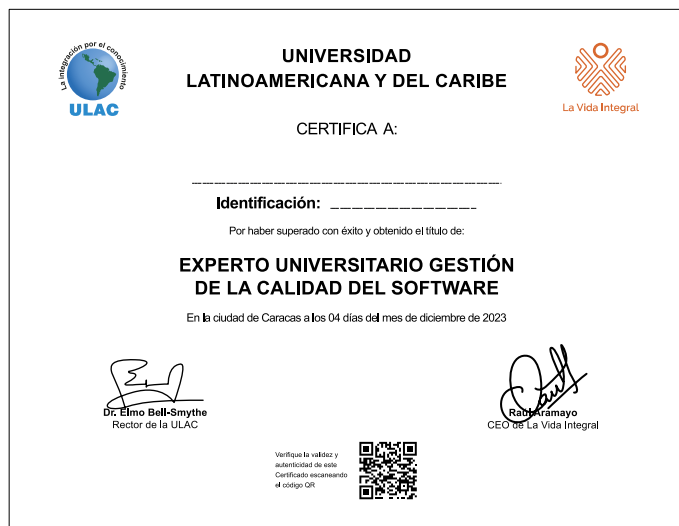 La integración por el conocimiento
ULAC
UNIVERSIDAD
LATINOAMERICANA Y DEL CARIBE
La Vida Integral
CERTIFICA A:
Identificación:
Por haber superado con éxito y obtenido el título de:
EXPERTO UNIVERSITARIO GESTIÓN
DE LA CALIDAD DEL SOFTWARE
En la ciudad de Caracas a los 04 días del mes de diciembre de 2023
Dr. Elmo Bell-Smythe
Rector de la ULAC
Raúl Aramayo
CEO de La Vida Integral
Verifique la validez y
autenticidad de este
Certificado escaneando
el código QR